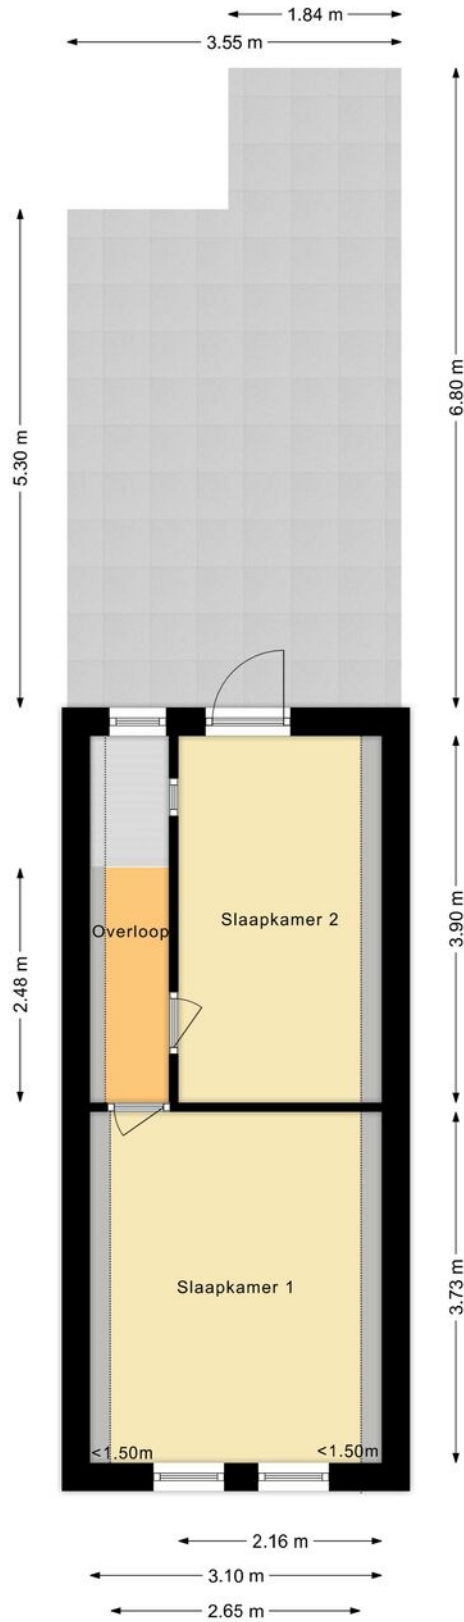 1.84 m
3.55 m
5.30 m
6.80 m
Overloop
Slaapkamer 2
2.48 m
3.90 m
Slaapkamer 1
3.73 m
<1.50m
<1.50m
2.16 m
3.10 m
2.65 m